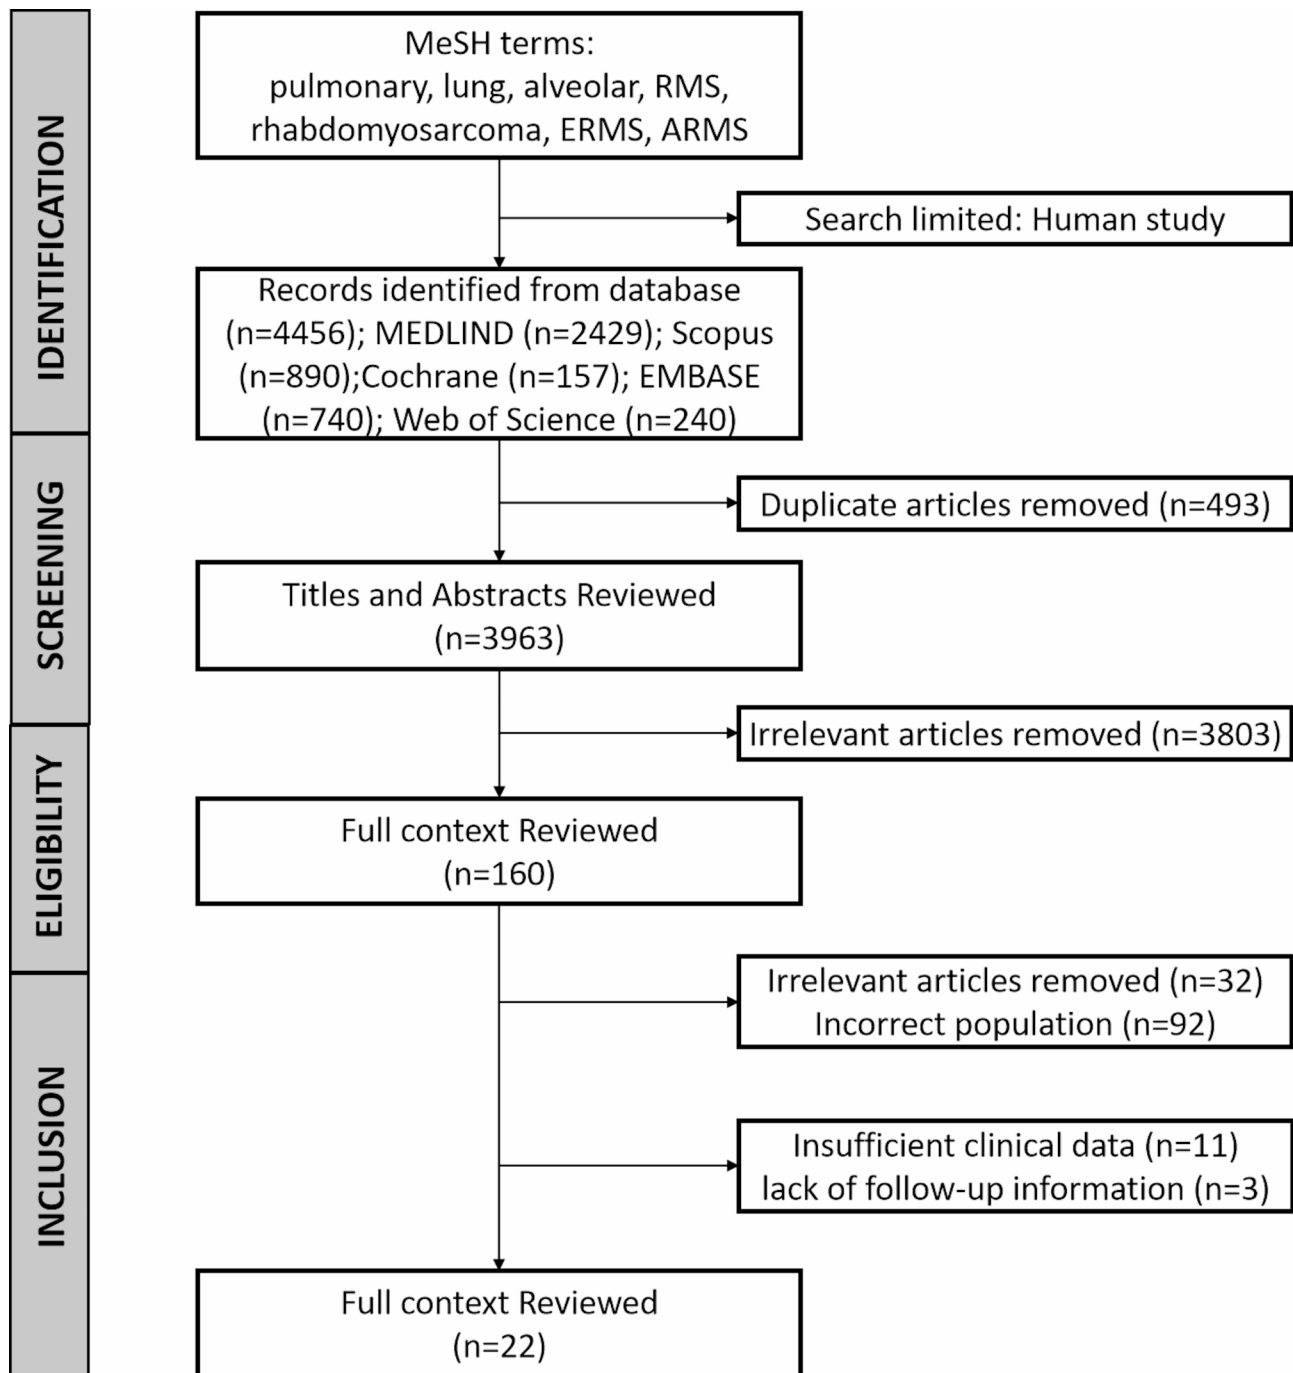 IDENTIFICATION
MeSH terms:
pulmonary, lung, alveolar, RMS,
rhabdomyosarcoma, ERMS, ARMS
Search limited: Human study
Records identified from database
(n=4456); MEDLIND (n=2429); Scopus
(n=890);Cochrane (n=157); EMBASE
(n=740); Web of Science (n=240)
SCREENING
Duplicate articles removed (n=493)
Titles and Abstracts Reviewed
(n=3963)
Irrelevant articles removed (n=3803)
ELIGIBILITY
Full context Reviewed
(n=160)
INCLUSION
Irrelevant articles removed (n=32)
Incorrect population (n=92)
Insufficient clinical data (n=11)
lack of follow-up information (n=3)
Full context Reviewed
(n=22)